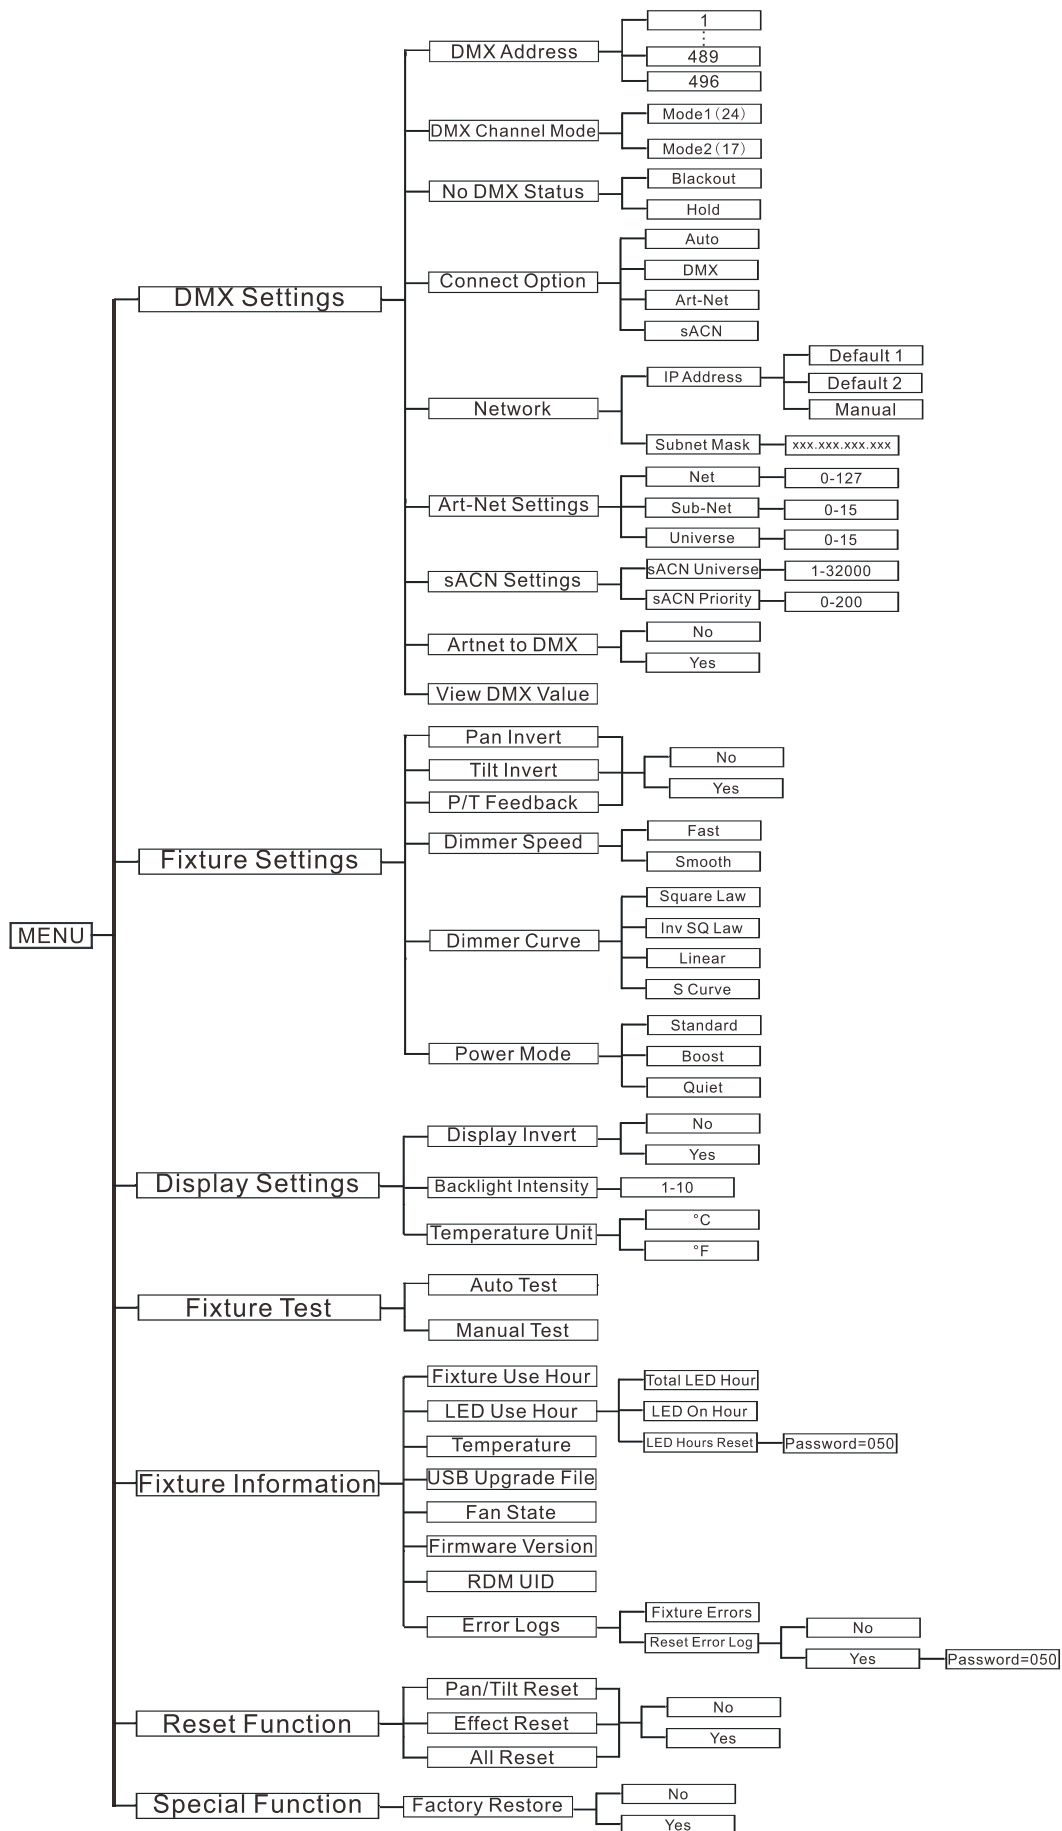 MENU
DMX Settings
DMX Address
1
489
496
DMX Channel Mode
Mode1(24)
Mode2(17)
No DMX Status
Blackout
Hold
Connect Option
Auto
DMX
Art-Net
sACN
Network
IP Address
Default 1
Default 2
Manual
Subnet Mask
xxx.xxx.xxx.xxx
Art-Net Settings
Net
0-127
Sub-Net
0-15
Universe
0-15
sACN Settings
sACN Universe
1-32000
sACN Priority
0-200
Artnet to DMX
No
Yes
View DMX Value
Fixture Settings
Pan Invert
Tilt Invert
P/T Feedback
No
Yes
Dimmer Speed
Fast
Smooth
Dimmer Curve
Square Law
Inv SQ Law
Linear
S Curve
Power Mode
Standard
Boost
Quiet
Display Settings
Display Invert
No
Yes
Backlight Intensity
1-10
Temperature Unit
°C
°F
Fixture Test
Auto Test
Manual Test
Fixture Information
Fixture Use Hour
LED Use Hour
Total LED Hour
LED On Hour
LED Hours Reset
Password=050
Temperature
USB Upgrade File
Fan State
Firmware Version
RDM UID
Error Logs
Fixture Errors
Reset Error Log
No
Yes
Password=050
Reset Function
Pan/Tilt Reset
Effect Reset
All Reset
No
Yes
Special Function
Factory Restore
No
Yes